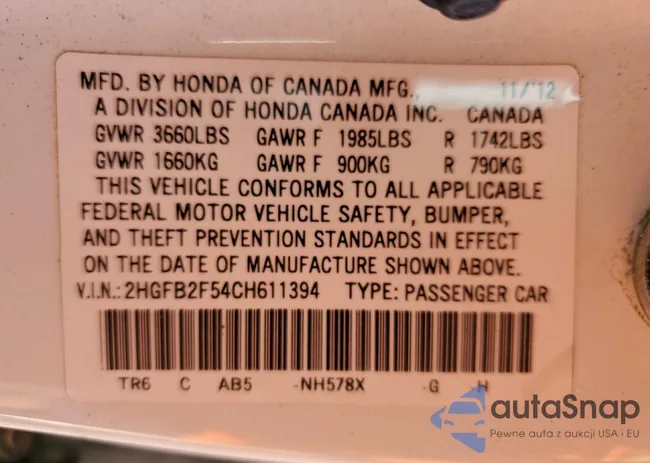 MFD. BY HONDA OF CANADA MFG., 11/'12
A DIVISION OF HONDA CANADA INC. CANADA
GVWR 3660LBS GAWR F 1985LBS R 1742LBS
GVWR 1660KG GAWR F 900KG R 790KG
THIS VEHICLE CONFORMS TO ALL APPLICABLE
FEDERAL MOTOR VEHICLE SAFETY, BUMPER,
AND THEFT PREVENTION STANDARDS IN EFFECT
ON THE DATE OF MANUFACTURE SHOWN ABOVE.
V.I.N.: 2HGFB2F54CH611394 TYPE: PASSENGER CAR
TR6 C AB5 -NH578X -G H
autaSnap
Pewne auta z aukcji USA i EU